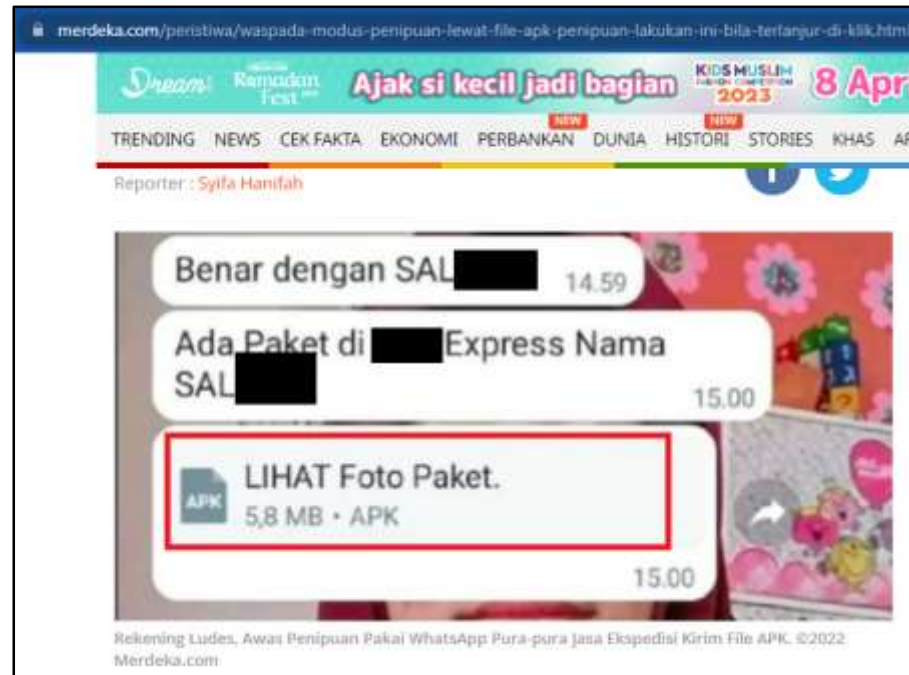 merdeka.com/peristiwa/waspada-modus-penipuan-lewat-file-apk-penipuan-lakukan-ini-bila-terlanjur-di-klik.html
Dream Ramadan Fest Ajak si kecil jadi bagian KIDS MUSLIM 2023 8 Apr
NEW NEW
TRENDING NEWS CEK FAKTA EKONOMI PERBANKAN DUNIA HISTORI STORIES KHAS
Reporter : Syifa Hanifah
Benar dengan SAL
14.59
Ada Paket di Express Nama
SAL
15.00
LIHAT Foto Paket.
APK
5,8 MB • APK
15.00
Rekening Ludes, Awas Penipuan Pakai WhatsApp Pura-pura Jasa Ekspedisi Kirim File APK. ©2022
Merdeka.com